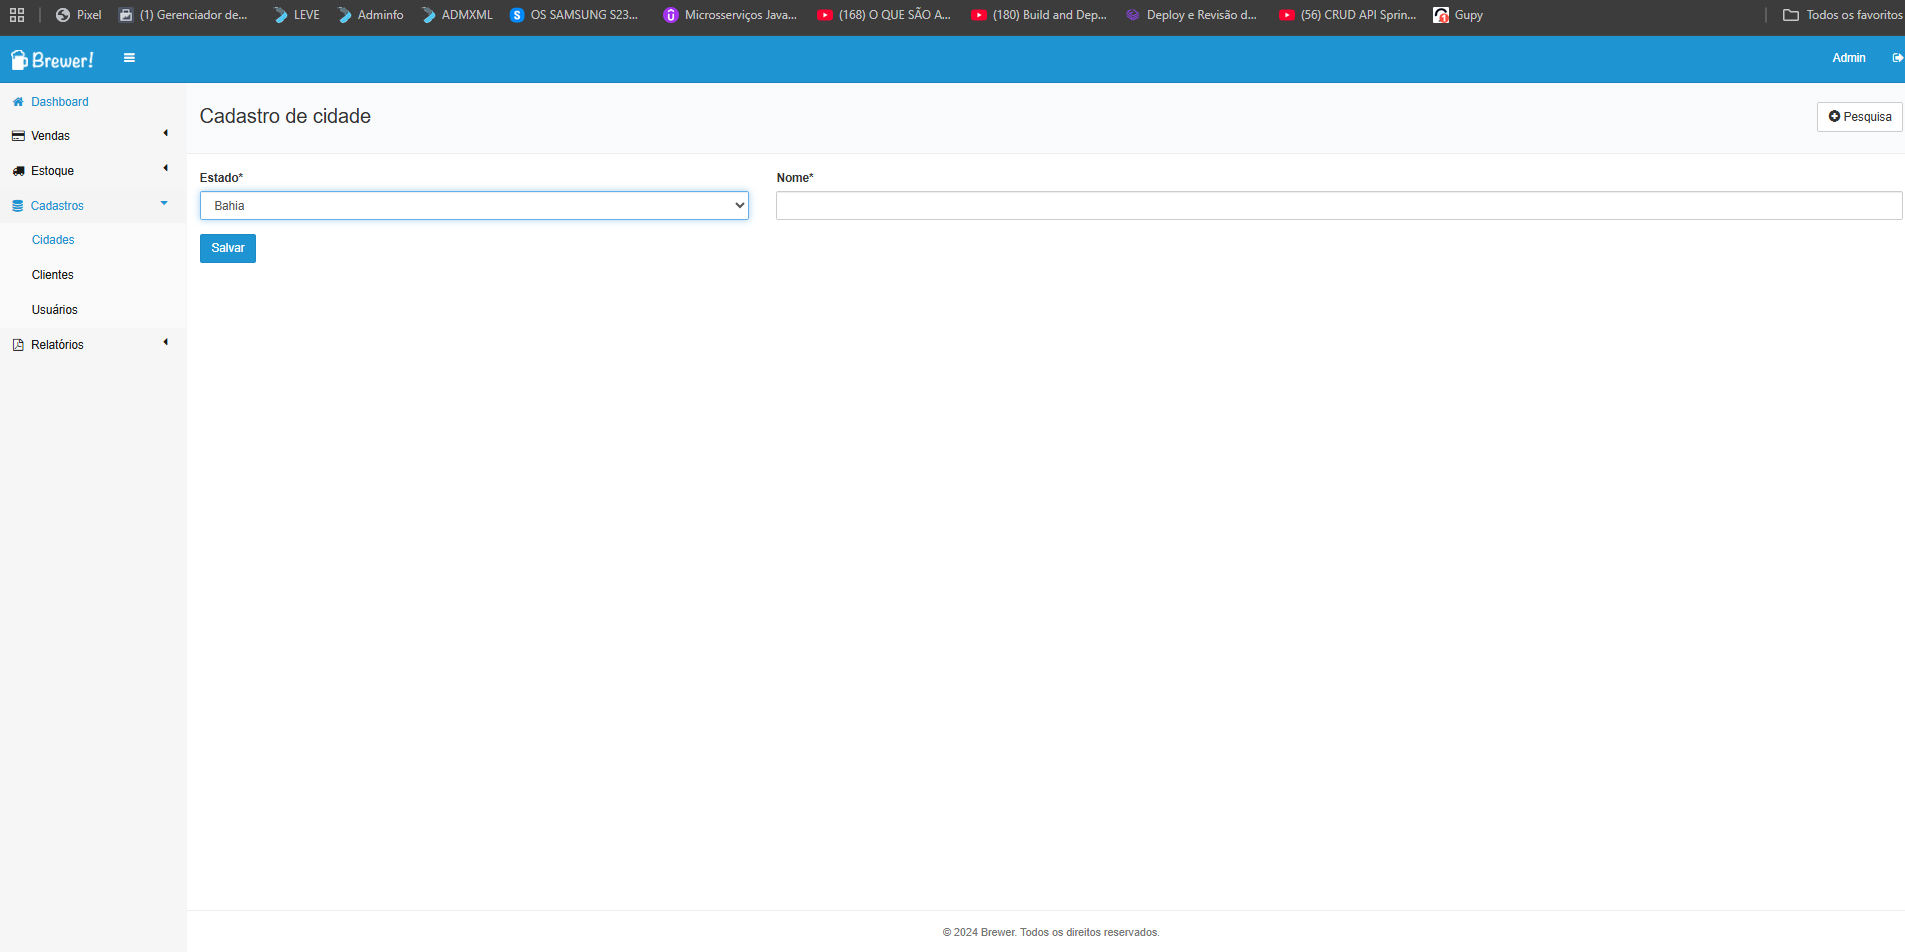 Pixel
(1) Gerenciador de...
LEVE
Adminfo
ADMXML
OS SAMSUNG S23...
Microsserviços Java...
(168) O QUE SÃO A...
(180) Build and Dep...
Deploy e Revisão d...
(56) CRUD API Sprin...
Gupy
Todos os favoritos
Brewer!
Admin
Dashboard
Vendas
Estoque
Cadastros
Cidades
Clientes
Usuários
Relatórios
Cadastro de cidade
Pesquisa
Estado*
Bahia
Nome*
Salvar
© 2024 Brewer. Todos os direitos reservados.